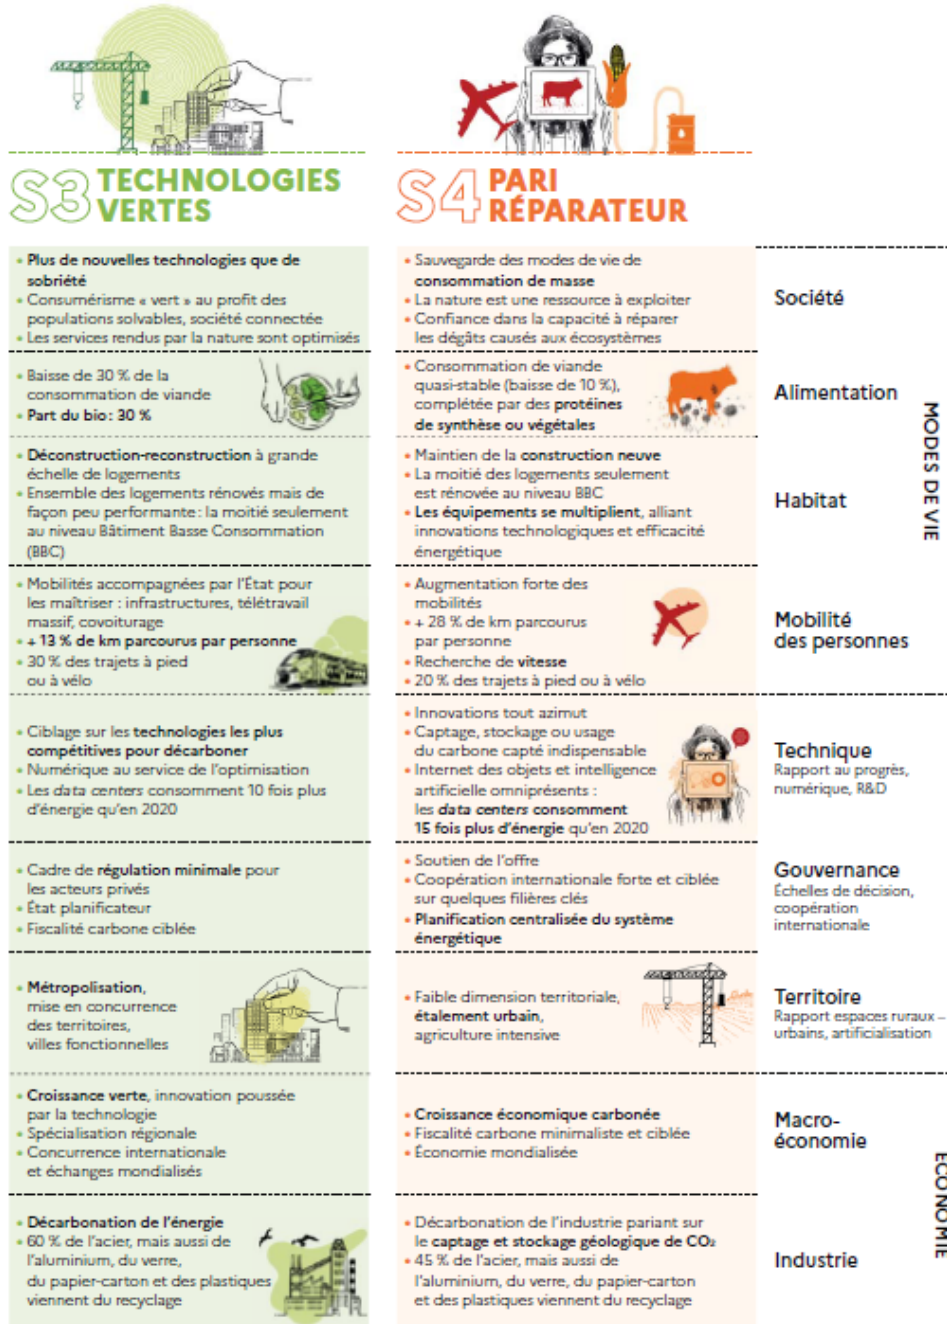 S3 TECHNOLOGIES
VERTES
S4 PARI
RÉPARATEUR
• Plus de nouvelles technologies que de
sobriété
• Consumérisme « vert » au profit des
populations solvables, société connectée
• Les services rendus par la nature sont optimisés
• Sauvegarde des modes de vie de
consommation de masse
• La nature est une ressource à exploiter
• Confiance dans la capacité à réparer
les dégâts causés aux écosystèmes
Société
• Baisse de 30 % de la
consommation de viande
• Part du bio : 30 %
• Consommation de viande
quasi-stable (baisse de 10 %),
complétée par des protéines
de synthèse ou végétales
Alimentation
• Déconstruction-reconstruction à grande
échelle de logements
• Ensemble des logements rénovés mais de
façon peu performante : la moitié seulement
au niveau Bâtiment Basse Consommation
(BBC)
• Maintien de la construction neuve
• La moitié des logements seulement
est rénovée au niveau BBC
• Les équipements se multiplient, alliant
innovations technologiques et efficacité
énergétique
Habitat
• Mobilités accompagnées par l'État pour
les maîtriser : infrastructures, télétravail
massif, covoiturage
• + 13 % de km parcourus par personne
• 30 % des trajets à pied
ou à vélo
• Augmentation forte des
mobilités
• + 28 % de km parcourus
par personne
• Recherche de vitesse
• 20 % des trajets à pied ou à vélo
Mobilité
des personnes
MODES DE VIE
• Ciblage sur les technologies les plus
compétitives pour décarboner
• Numérique au service de l'optimisation
• Les data centers consomment 10 fois plus
d'énergie qu'en 2020
• Innovations tout azimut
• Captage, stockage ou usage
du carbone capté indispensable
• Internet des objets et intelligence
artificielle omniprésents :
les data centers consomment
15 fois plus d'énergie qu'en 2020
Technique
Rapport au progrès,
numérique, R&D
• Cadre de régulation minimale pour
les acteurs privés
• État planificateur
• Fiscalité carbone ciblée
• Soutien de l'offre
• Coopération internationale forte et ciblée
sur quelques filières clés
• Planification centralisée du système
énergétique
Gouvernance
Échelles de décision,
coopération
internationale
• Métropolisation,
mise en concurrence
des territoires,
villes fonctionnelles
• Faible dimension territoriale,
étalement urbain,
agriculture intensive
Territoire
Rapport espaces ruraux –
urbains, artificialisation
• Croissance verte, innovation poussée
par la technologie
• Spécialisation régionale
• Concurrence internationale
et échanges mondialisés
• Croissance économique carbonée
• Fiscalité carbone minimaliste et ciblée
• Économie mondialisée
Macro-
économie
• Décarbonation de l'énergie
• 60 % de l'acier, mais aussi de
l'aluminium, du verre,
du papier-carton et des plastiques
viennent du recyclage
• Décarbonation de l'industrie pariant sur
le captage et stockage géologique de CO₂
• 45 % de l'acier, mais aussi de
l'aluminium, du verre, du papier-carton
et des plastiques viennent du recyclage
Industrie
ÉCONOMIE